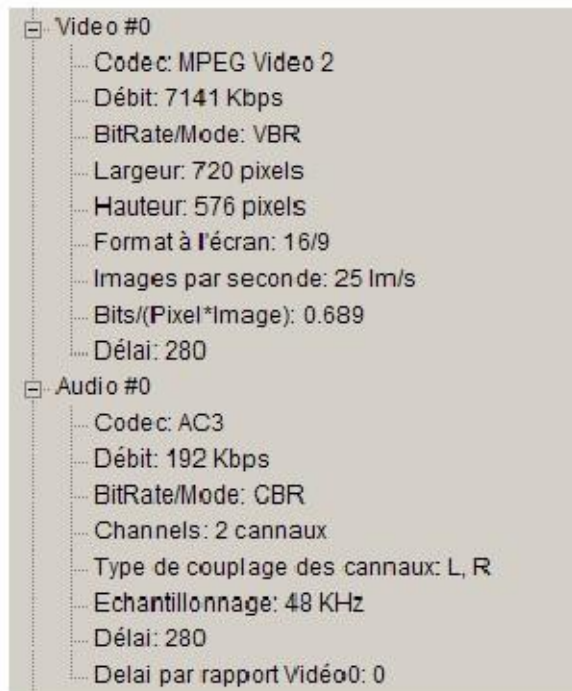 Video #0
Codec: MPEG Video 2
Débit: 7141 Kbps
BitRate/Mode: VBR
Largeur: 720 pixels
Hauteur: 576 pixels
Format à l'écran: 16/9
Images par seconde: 25 Im/s
Bits/(Pixel*Image): 0.689
Délai: 280
Audio #0
Codec: AC3
Débit: 192 Kbps
BitRate/Mode: CBR
Channels: 2 cannaux
Type de couplage des cannaux: L, R
Echantillonnage: 48 KHz
Délai: 280
Delai par rapport Vidéo0: 0